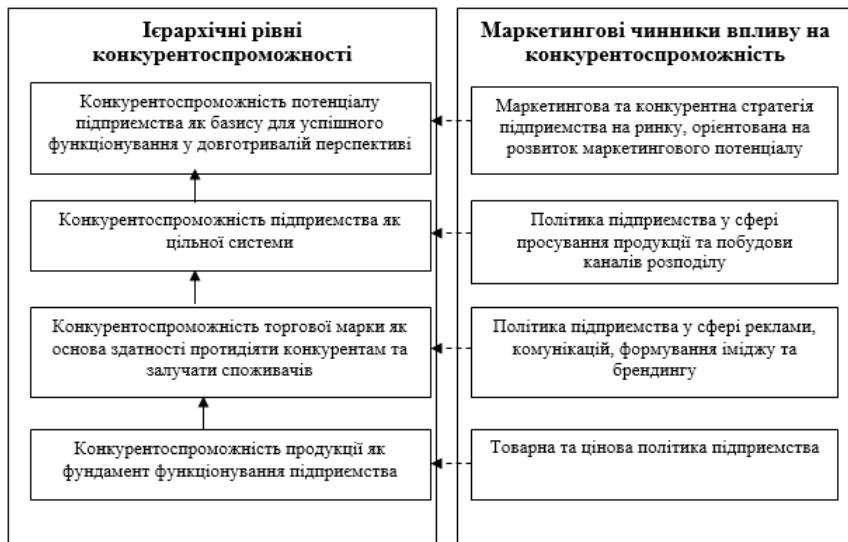 Ієрархічні рівні
конкурентоспроможності
Конкурентоспроможність потенціалу
підприємства як базису для успішного
функціонування у довготривалій перспективі
Конкурентоспроможність підприємства як
цільної системи
Конкурентоспроможність торгової марки як
основа здатності протидіяти конкурентам та
залучати споживачів
Конкурентоспроможність продукції як
фундамент функціонування підприємства
Маркетингові чинники впливу на
конкурентоспроможність
Маркетингова та конкурентна стратегія
підприємства на ринку, орієнтована на
розвиток маркетингового потенціалу
Політика підприємства у сфері
просування продукції та побудови
каналів розподілу
Політика підприємства у сфері реклами,
комунікацій, формування іміджу та
брендингу
Товарна та цінова політика підприємства